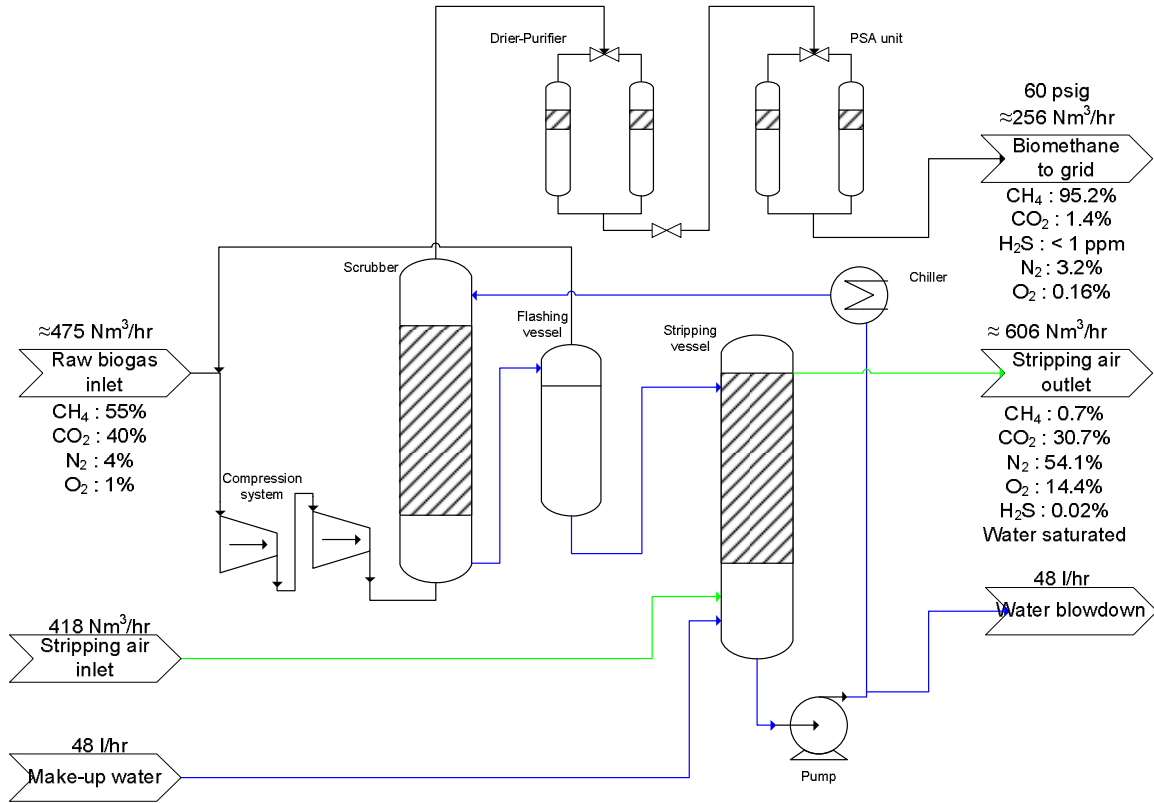 Drier-Purifier
PSA unit
60 psig
≈256 Nm³/hr
Biomethane
to grid
CH₄ : 95.2%
CO₂ : 1.4%
H₂S : < 1 ppm
N₂ : 3.2%
O₂ : 0.16%
Scrubber
Chiller
Flashing
vessel
Stripping
vessel
≈475 Nm³/hr
Raw biogas
inlet
CH₄ : 55%
CO₂ : 40%
N₂ : 4%
O₂ : 1%
≈ 606 Nm³/hr
Stripping air
outlet
CH₄ : 0.7%
CO₂ : 30.7%
N₂ : 54.1%
O₂ : 14.4%
H₂S : 0.02%
Water saturated
Compression
system
48 l/hr
Water blowdown
418 Nm³/hr
Stripping air
inlet
48 l/hr
Make-up water
Pump